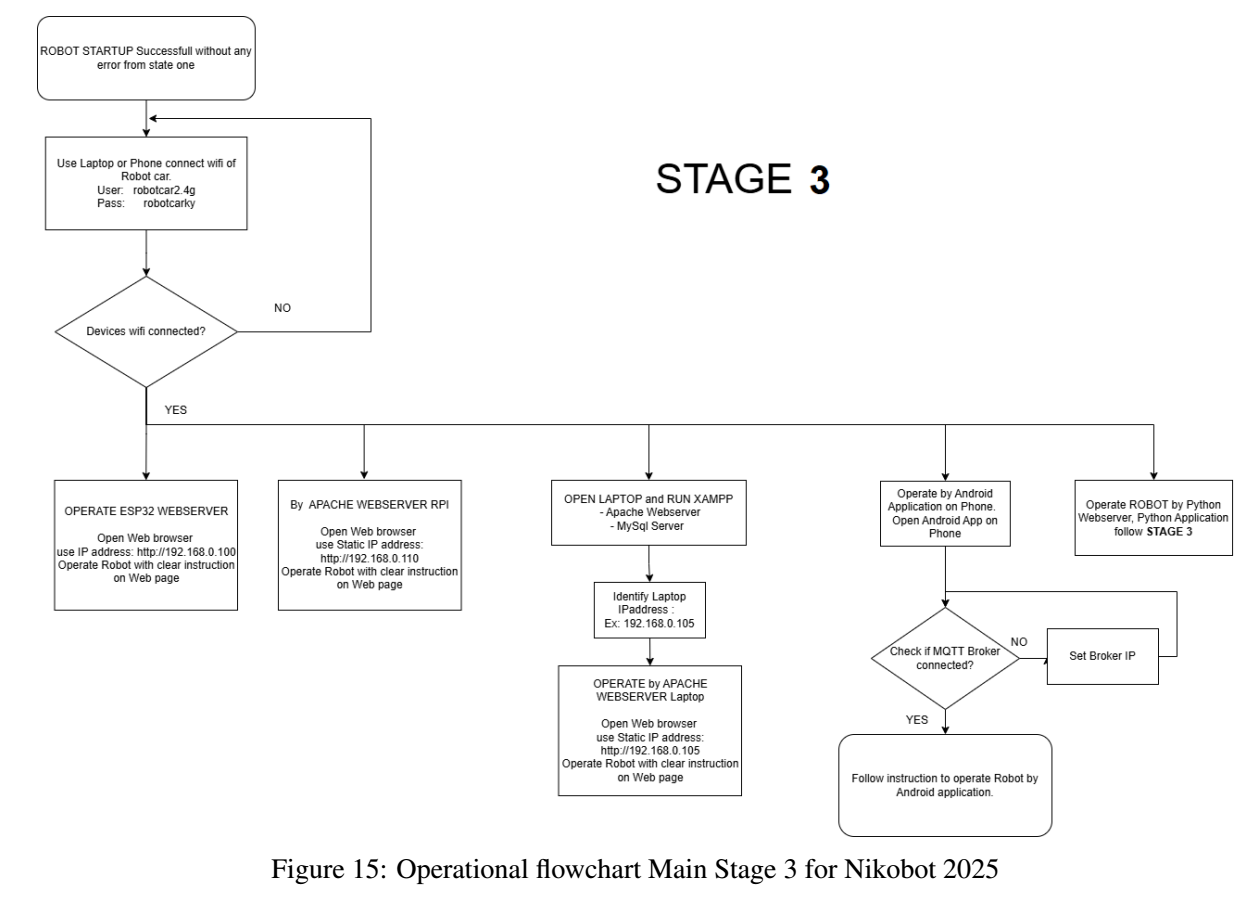 ROBOT STARTUP Successfull without any
error from state one
Use Laptop or Phone connect wifi of
Robot car.
User: robotcar2.4g
Pass: robotcarky
STAGE 3
Devices wifi connected?
NO
YES
OPERATE ESP32 WEBSERVER
Open Web browser
use IP address: http://192.168.0.100
Operate Robot with clear instruction
on Web page
By APACHE WEBSERVER RPI
Open Web browser
use Static IP address:
http://192.168.0.110
Operate Robot with clear instruction
on Web page
OPEN LAPTOP and RUN XAMPP
- Apache Webserver
- MySql Server
Identify Laptop
IPaddress :
Ex: 192.168.0.105
OPERATE by APACHE
WEBSERVER Laptop
Open Web browser
use Static IP address:
http://192.168.0.105
Operate Robot with clear instruction
on Web page
Operate by Android
Application on Phone.
Open Android App on
Phone
Check if MQTT Broker
connected?
NO
Set Broker IP
YES
Follow instruction to operate Robot by
Android application.
Operate ROBOT by Python
Webserver, Python Application
follow STAGE 3
Figure 15: Operational flowchart Main Stage 3 for Nikobot 2025